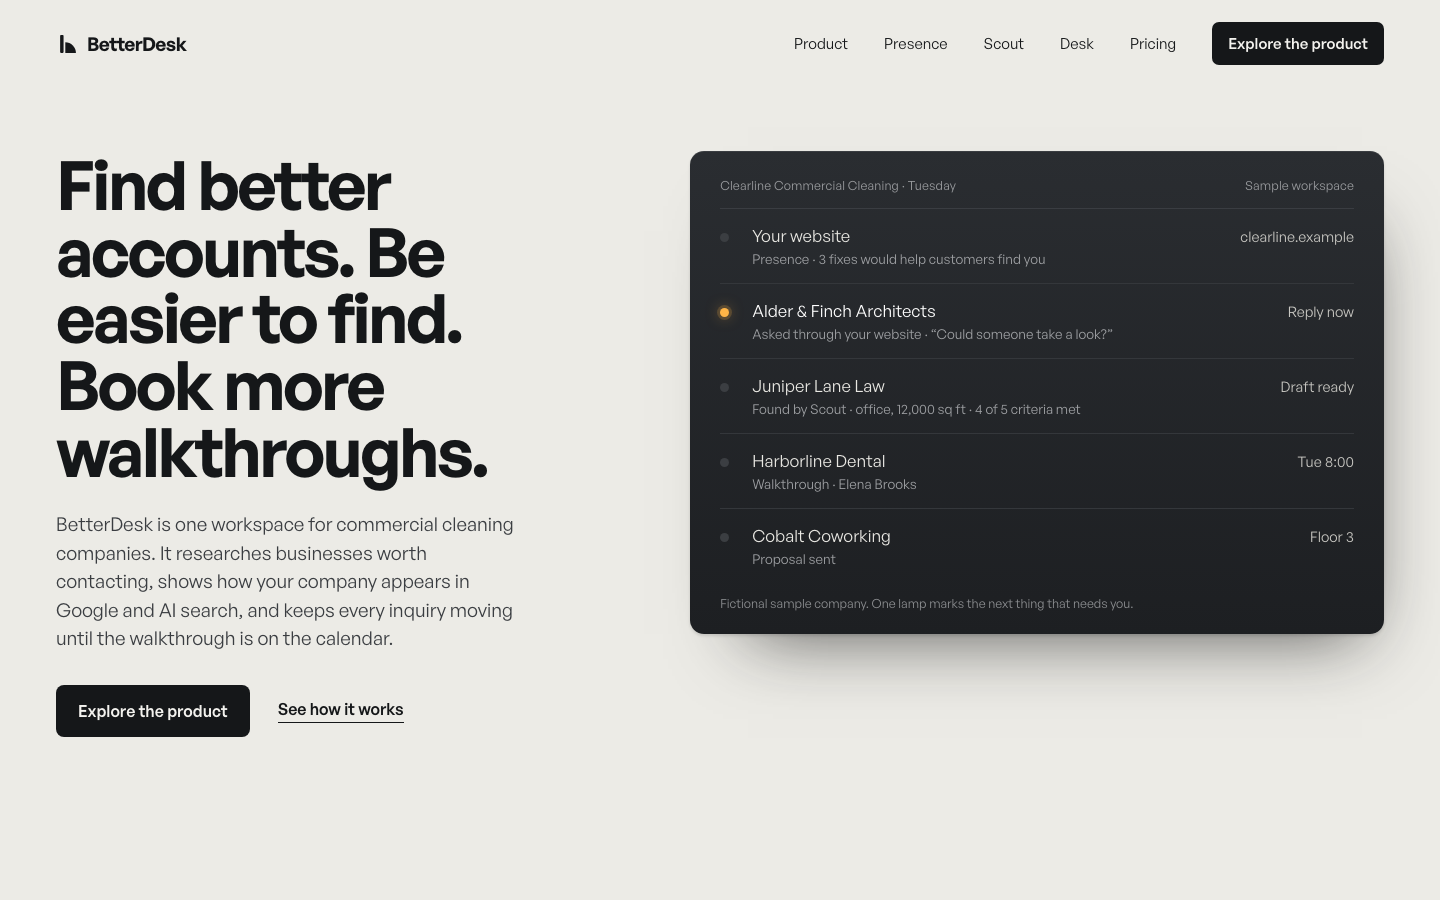 BetterDesk
Product
Presence
Scout
Desk
Pricing
Explore the product
Find better
accounts. Be
easier to find.
Book more
walkthroughs.
BetterDesk is one workspace for commercial cleaning
companies. It researches businesses worth
contacting, shows how your company appears in
Google and AI search, and keeps every inquiry moving
until the walkthrough is on the calendar.
Explore the product
See how it works
Clearline Commercial Cleaning · Tuesday
Sample workspace
Your website
clearline.example
Presence · 3 fixes would help customers find you
Alder & Finch Architects
Reply now
Asked through your website · “Could someone take a look?”
Juniper Lane Law
Draft ready
Found by Scout · office, 12,000 sq ft · 4 of 5 criteria met
Harborline Dental
Tue 8:00
Walkthrough · Elena Brooks
Cobalt Coworking
Floor 3
Proposal sent
Fictional sample company. One lamp marks the next thing that needs you.